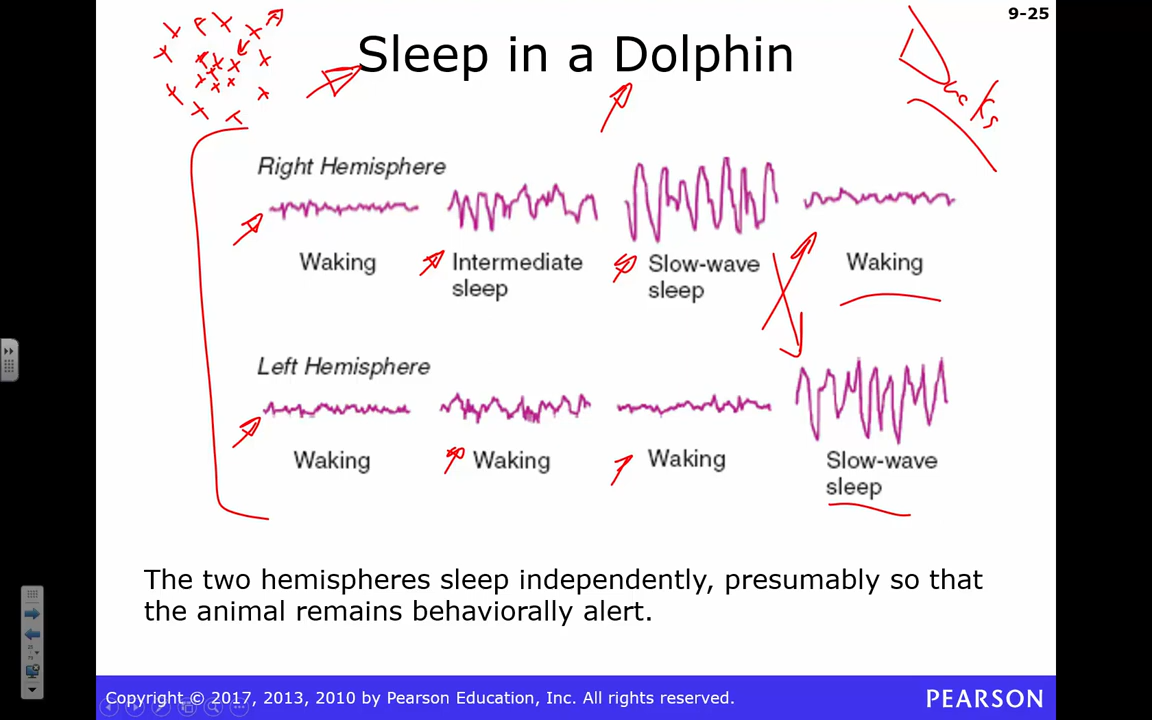 9-25
Sleep in a Dolphin
Ducks
Right Hemisphere
Waking
Intermediate
sleep
Slow-wave
sleep
Waking
Left Hemisphere
Waking
Waking
Waking
Slow-wave
sleep
The two hemispheres sleep independently, presumably so that
the animal remains behaviorally alert.
Copyright © 2017, 2013, 2010 by Pearson Education, Inc. All rights reserved.
PEARSON